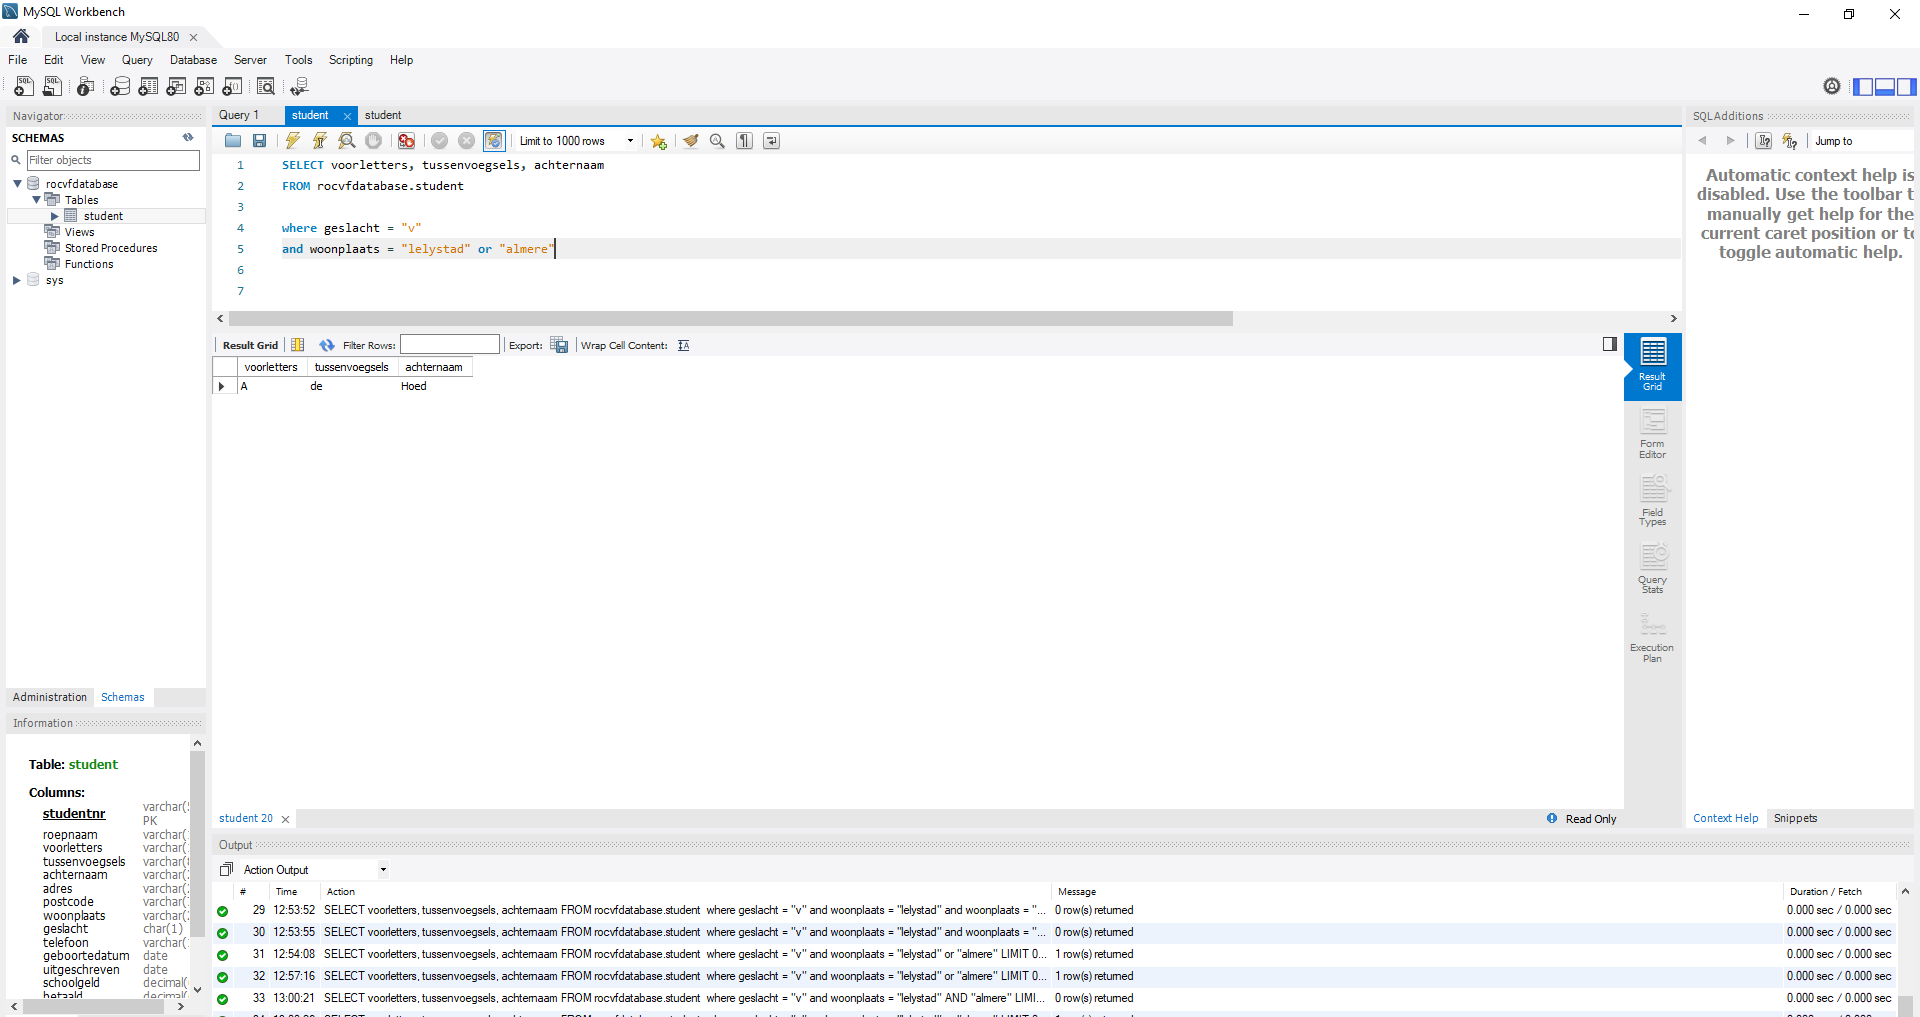 MySQL Workbench
Local instance MySQL80
File Edit View Query Database Server Tools Scripting Help
Navigator
SCHEMAS
Filter objects
rocvfdatabase
Tables
student
Views
Stored Procedures
Functions
sys
Administration Schemas
Information
Table: student
Columns:
studentnr varchar(5
PK
roepnaam varchar(
voorletters varchar(
tussenvoegsels varchar(
achternaam varchar(
adres varchar(
postcode varchar(
woonplaats varchar(
geslacht char(1)
telefoon varchar(
geboortedatum date
uitgeschreven date
schoolgeld decimal(
betaald decimal(
Query 1 student student
Limit to 1000 rows
1 SELECT voorletters, tussenvoegsels, achternaam
2 FROM rocvfdatabase.student
3
4 where geslacht = "v"
5 and woonplaats = "lelystad" or "almere"
6
7
Result Grid Filter Rows: Export: Wrap Cell Content:
voorletters tussenvoegsels achternaam
A de Hoed
Result
Grid
Form
Editor
Field
Types
Query
Stats
Execution
Plan
student 20 Read Only
Output
Action Output
# Time Action Message Duration / Fetch
29 12:53:52 SELECT voorletters, tussenvoegsels, achternaam FROM rocvfdatabase.student where geslacht = "v" and woonplaats = "lelystad" and woonplaats = "... 0 row(s) returned 0.000 sec / 0.000 sec
30 12:53:55 SELECT voorletters, tussenvoegsels, achternaam FROM rocvfdatabase.student where geslacht = "v" and woonplaats = "lelystad" and woonplaats = "... 0 row(s) returned 0.000 sec / 0.000 sec
31 12:54:08 SELECT voorletters, tussenvoegsels, achternaam FROM rocvfdatabase.student where geslacht = "v" and woonplaats = "lelystad" or "almere" LIMIT 0... 1 row(s) returned 0.000 sec / 0.000 sec
32 12:57:16 SELECT voorletters, tussenvoegsels, achternaam FROM rocvfdatabase.student where geslacht = "v" and woonplaats = "lelystad" or "almere" LIMIT 0... 1 row(s) returned 0.000 sec / 0.000 sec
33 13:00:21 SELECT voorletters, tussenvoegsels, achternaam FROM rocvfdatabase.student where geslacht = "v" and woonplaats = "lelystad" AND "almere" LIMI... 0 row(s) returned 0.000 sec / 0.000 sec
SQLAdditions
Jump to
Automatic context help is
disabled. Use the toolbar t
manually get help for the
current caret position or to
toggle automatic help.
Context Help Snippets